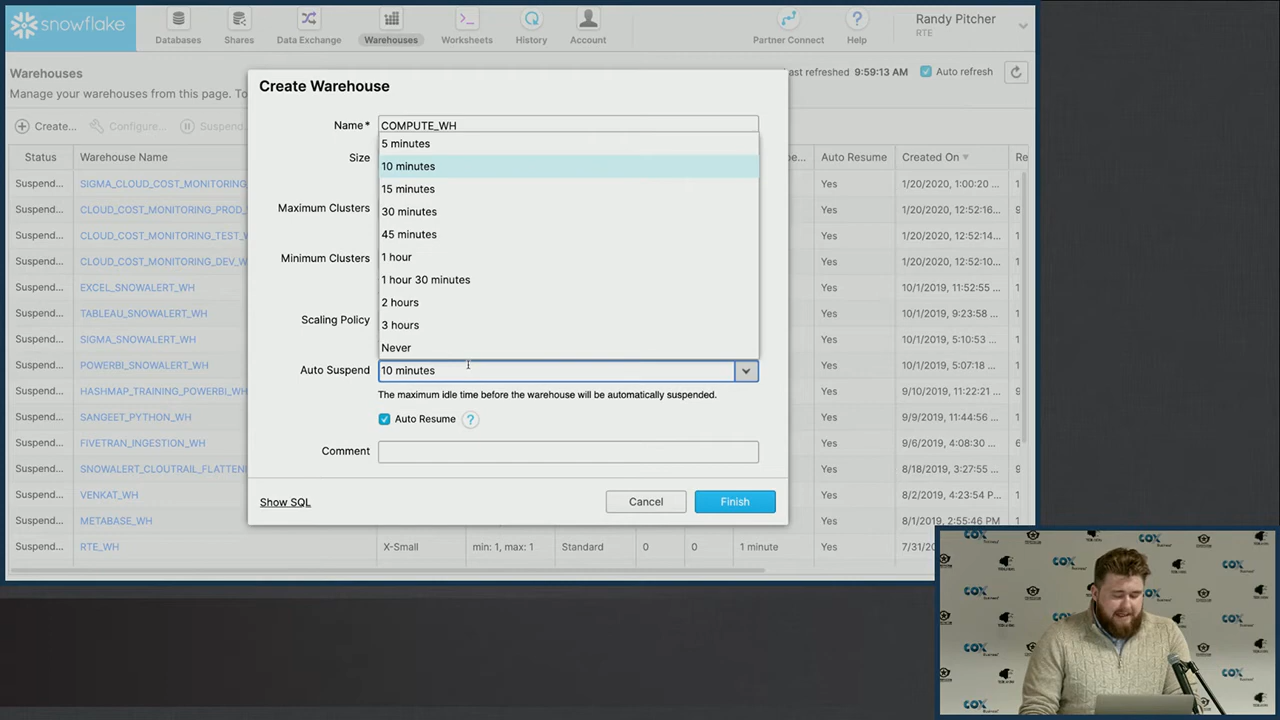 snowflake
Databases
Shares
Data Exchange
Warehouses
Worksheets
History
Account
Partner Connect
Help
Randy Pitcher
RTE
Warehouses
Last refreshed 9:59:13 AM
Auto refresh
Manage your warehouses from this page. To
Create...
Configure...
Suspend
Status Warehouse Name Auto Resume Created On
Suspend... SIGMA_CLOUD_COST_MONITORING_ Yes 1/20/2020, 1:00:20 ... 1
Suspend... CLOUD_COST_MONITORING_PROD_ Yes 1/20/2020, 12:52:16... 9
Suspend... CLOUD_COST_MONITORING_TEST_W Yes 1/20/2020, 12:52:14...
Suspend... CLOUD_COST_MONITORING_DEV_W Yes 1/20/2020, 12:52:03...
Suspend... EXCEL_SNOWALERT_WH Yes 10/1/2019, 11:52:55 ...
Suspend... TABLEAU_SNOWALERT_WH Yes 10/1/2019, 9:23:58 ...
Suspend... SIGMA_SNOWALERT_WH Yes 10/1/2019, 5:10:53 ...
Suspend... POWERBI_SNOWALERT_WH Yes 10/1/2019, 5:07:18 ...
Suspend... HASHMAP_TRAINING_POWERBI_WH Yes 9/10/2019, 11:22:21 ...
Suspend... SANGEET_PYTHON_WH Yes 9/9/2019, 11:44:56 ...
Suspend... FIVETRAN_INGESTION_WH Yes 9/6/2019, 4:08:30 ... 6
Suspend... SNOWALERT_CLOUTRAIL_FLATTEN Yes 8/18/2019, 3:27:55 ... 9
Suspend... VENKAT_WH Yes 8/2/2019, 4:23:54 P... 1
Suspend... METABASE_WH Yes 8/1/2019, 2:55:46 PM 1
Suspend... RTE_WH X-Small min: 1, max: 1 Standard 0 0 1 minute Yes 7/31/20
Create Warehouse
Name* COMPUTE_WH
Size
Maximum Clusters
Minimum Clusters
Scaling Policy
5 minutes
10 minutes
15 minutes
30 minutes
45 minutes
1 hour
1 hour 30 minutes
2 hours
3 hours
Never
Auto Suspend 10 minutes
The maximum idle time before the warehouse will be automatically suspended.
Auto Resume ?
Comment
Show SQL
Cancel
Finish
COX